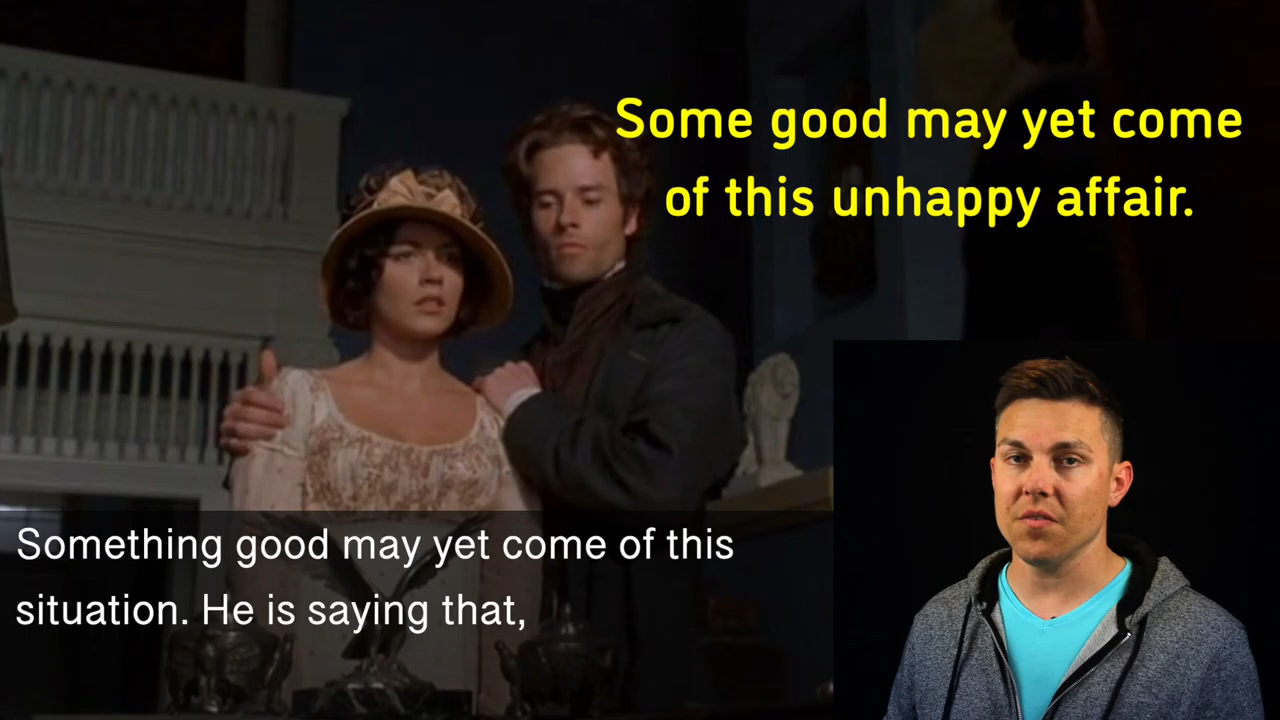 Some good may yet come
of this unhappy affair.
Something good may yet come of this
situation. He is saying that,